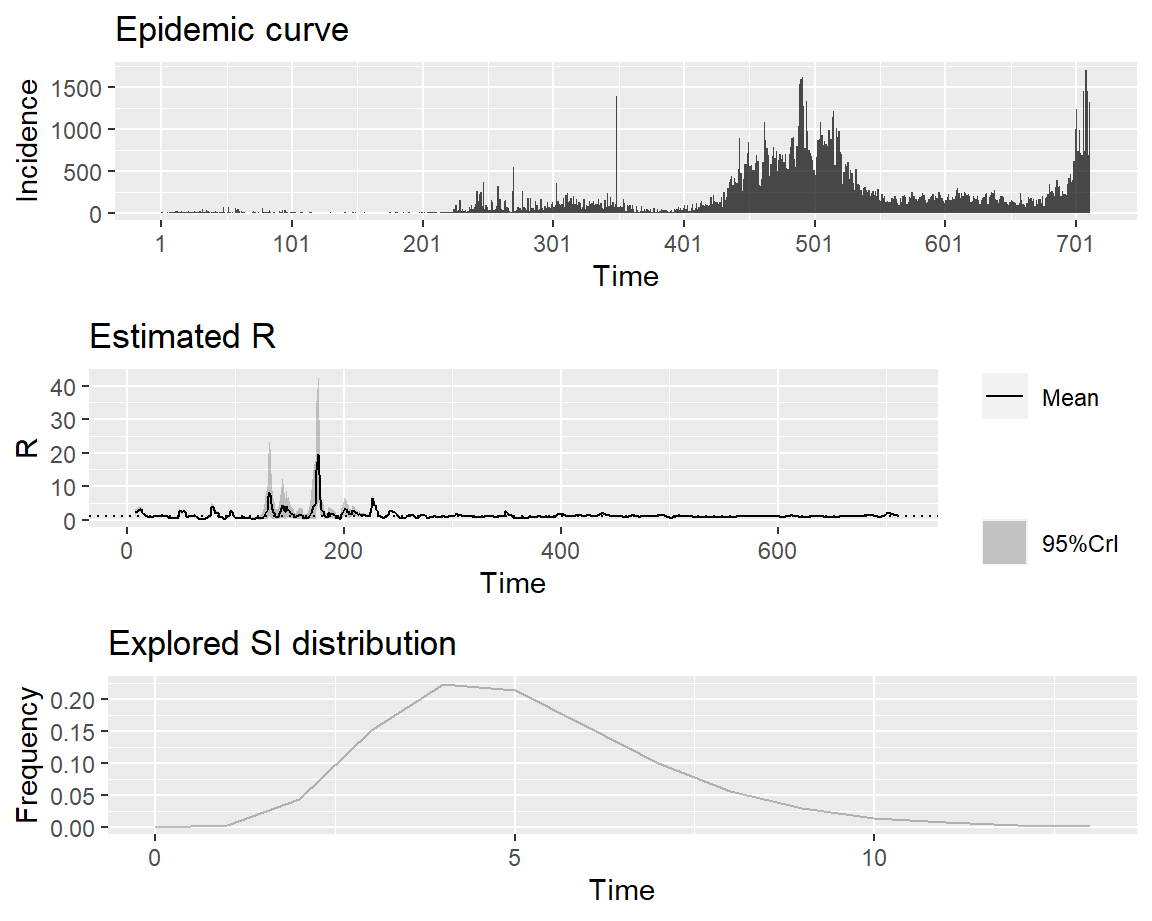 Epidemic curve
Incidence
1500
1000
500
0
1 101 201 301 401 501 601 701
Time
Estimated R
R
40
30
20
10
0
0 200 400 600
Time
Mean
95%CrI
Explored SI distribution
Frequency
0.20
0.15
0.10
0.05
0.00
0 5 10
Time